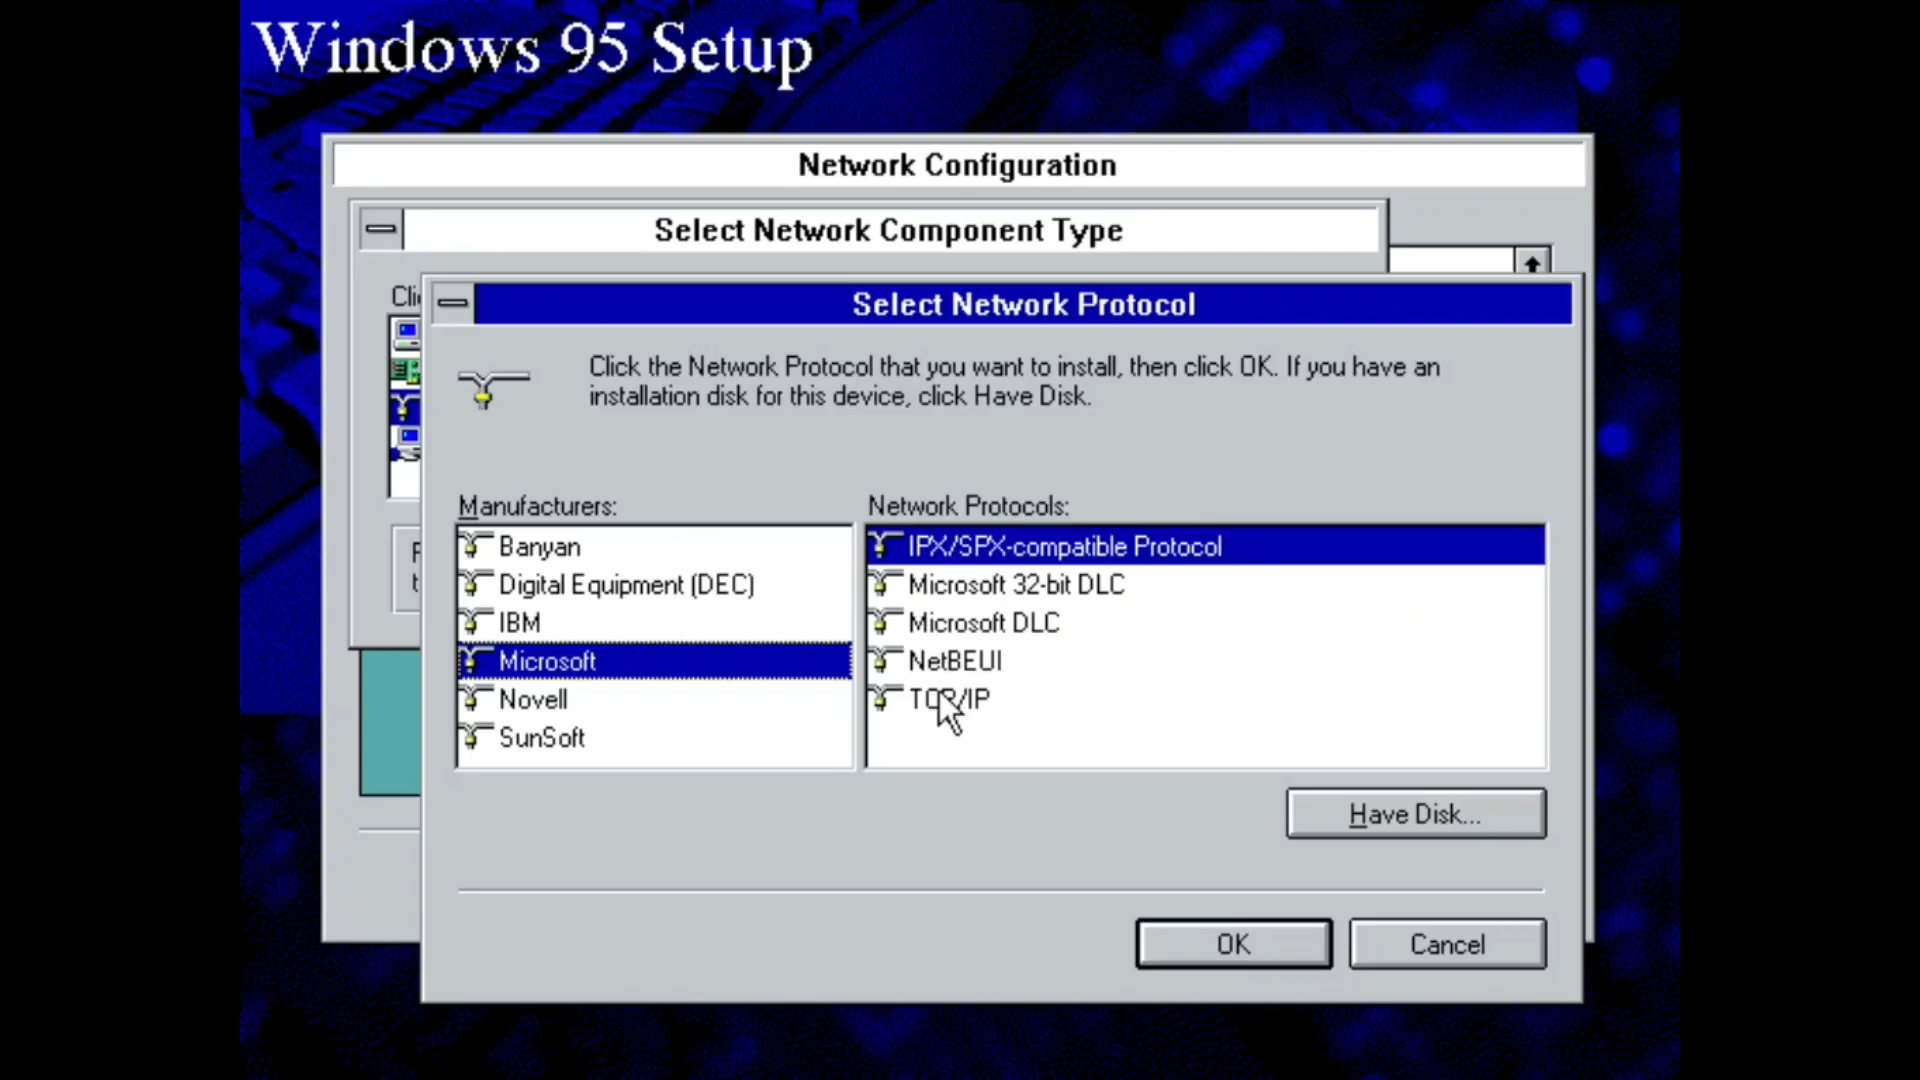 Windows 95 Setup
Network Configuration
Select Network Component Type
Select Network Protocol
Click the Network Protocol that you want to install, then click OK. If you have an
installation disk for this device, click Have Disk.
Manufacturers:
Banyan
Digital Equipment (DEC)
IBM
Microsoft
Novell
SunSoft
Network Protocols:
IPX/SPX-compatible Protocol
Microsoft 32-bit DLC
Microsoft DLC
NetBEUI
TCP/IP
Have Disk...
OK
Cancel